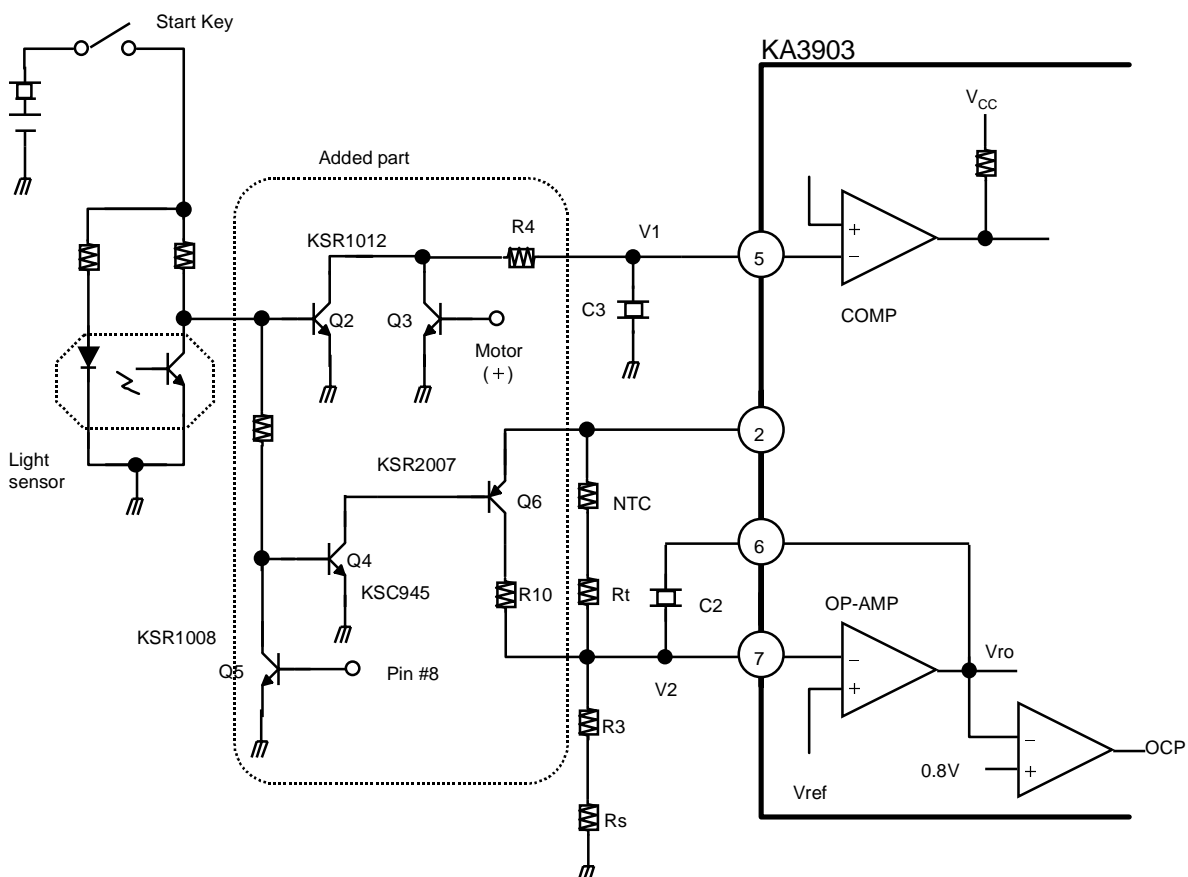 Start Key
KA3903
VCC
Added part
KSR1012
R4
V1
5
+
−
Q2
Q3
C3
COMP
Motor
(+)
2
Light
sensor
KSR2007
Q6
NTC
6
Q4
KSC945
R10
Rt
C2
OP-AMP
KSR1008
7
−
Vro
Q5
Pin #8
V2
+
R3
−
OCP
0.8V
+
Vref
Rs